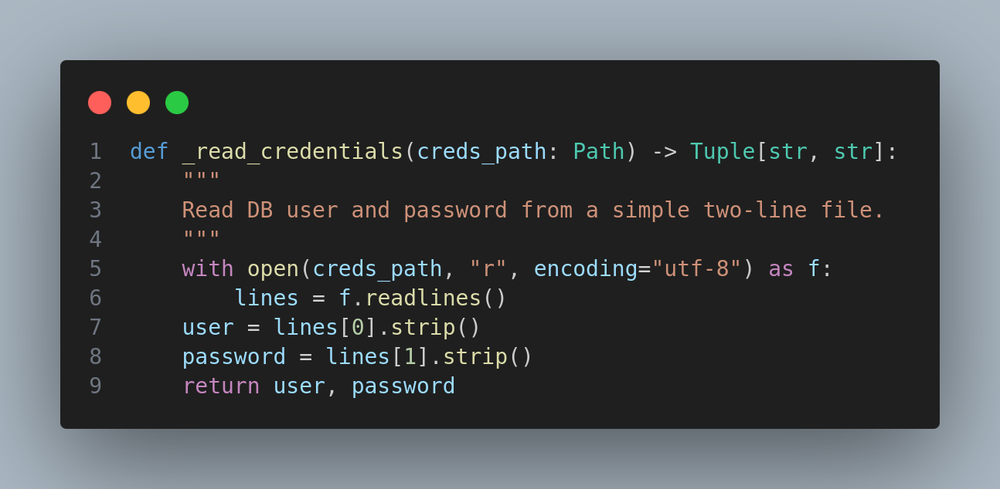 1 def _read_credentials(creds_path: Path) -> Tuple[str, str]:
2     """
3     Read DB user and password from a simple two-line file.
4     """
5     with open(creds_path, "r", encoding="utf-8") as f:
6         lines = f.readlines()
7     user = lines[0].strip()
8     password = lines[1].strip()
9     return user, password